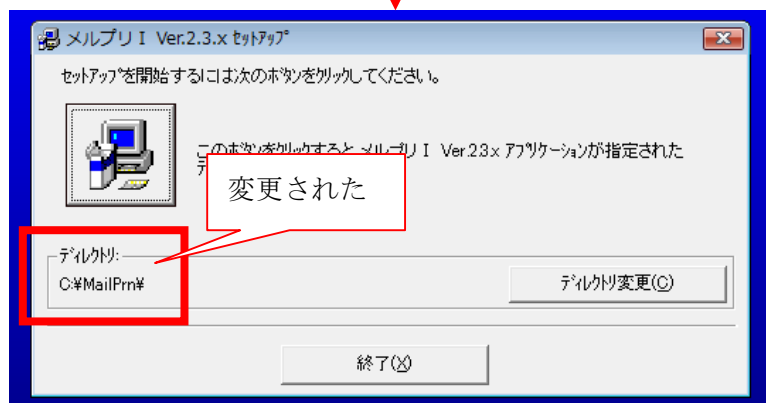 メルプリⅠ Ver.2.3.x ｾｯﾄｱｯﾌﾟ
ｾｯﾄｱｯﾌﾟを開始するには次のﾎﾞﾀﾝをｸﾘｯｸしてください。
このﾎﾞﾀﾝをｸﾘｯｸすると メルプリⅠ Ver.2.3.x ｱﾌﾟﾘｹｰｼｮﾝが指定された
変更された
ﾃﾞｨﾚｸﾄﾘ:
C:¥MailPrn¥
ﾃﾞｨﾚｸﾄﾘ変更(C)
終了(X)